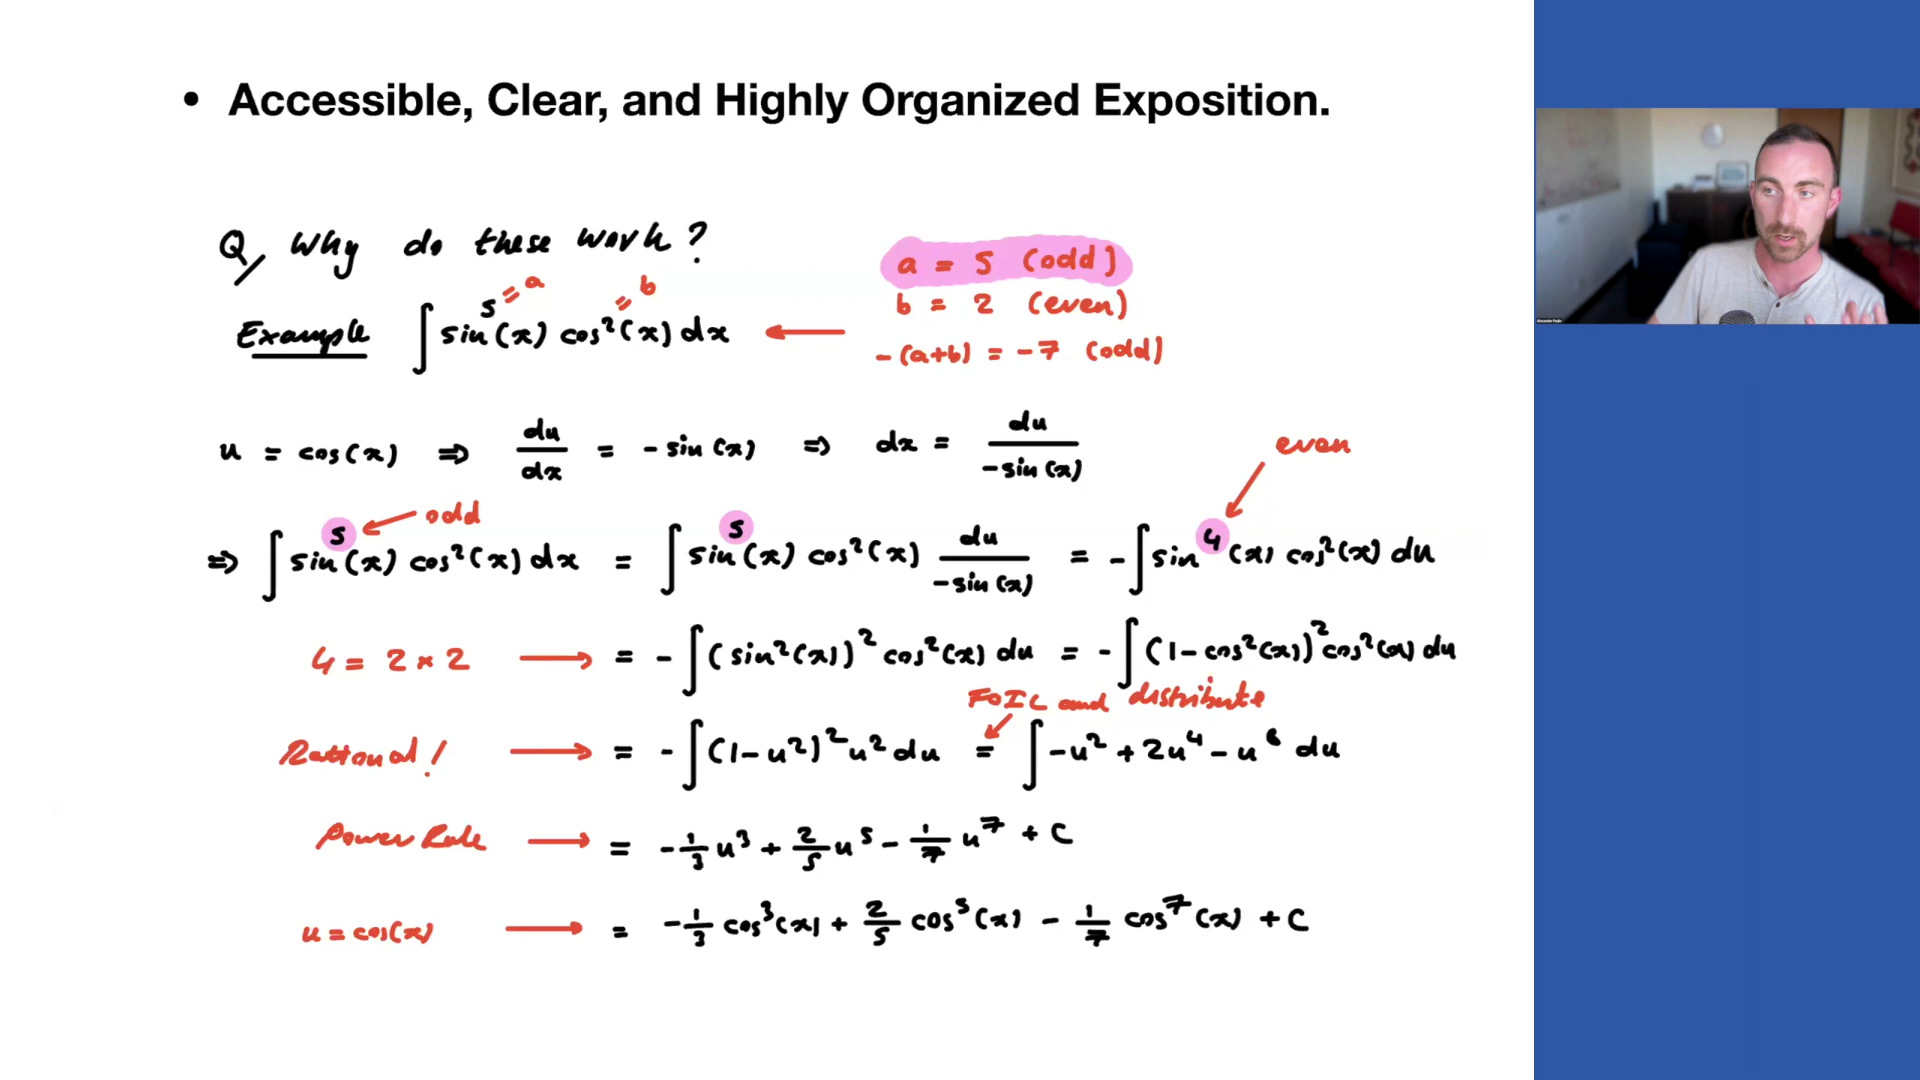 • Accessible, Clear, and Highly Organized Exposition.
Q, Why do these work?
= a = b
Example ∫ sin⁵(x) cos²(x) dx ←
a = 5 (odd)
b = 2 (even)
-(a+b) = -7 (odd)
u = cos(x) ⇒ du/dx = -sin(x) ⇒ dx = du/-sin(x)
odd even
⇒ ∫ sin⁵(x) cos²(x) dx = ∫ sin⁵(x) cos²(x) du/-sin(x) = -∫ sin⁴(x) cos²(x) du
4 = 2 × 2 → = -∫ (sin²(x))² cos²(x) du = -∫ (1-cos²(x))² cos²(x) du
FOIL and distribute
Rational! → = -∫ (1-u²)² u² du = ∫ -u² + 2u⁴ - u⁶ du
Power Rule → = -1/3 u³ + 2/5 u⁵ - 1/7 u⁷ + C
u = cos(x) → = -1/3 cos³(x) + 2/5 cos⁵(x) - 1/7 cos⁷(x) + C